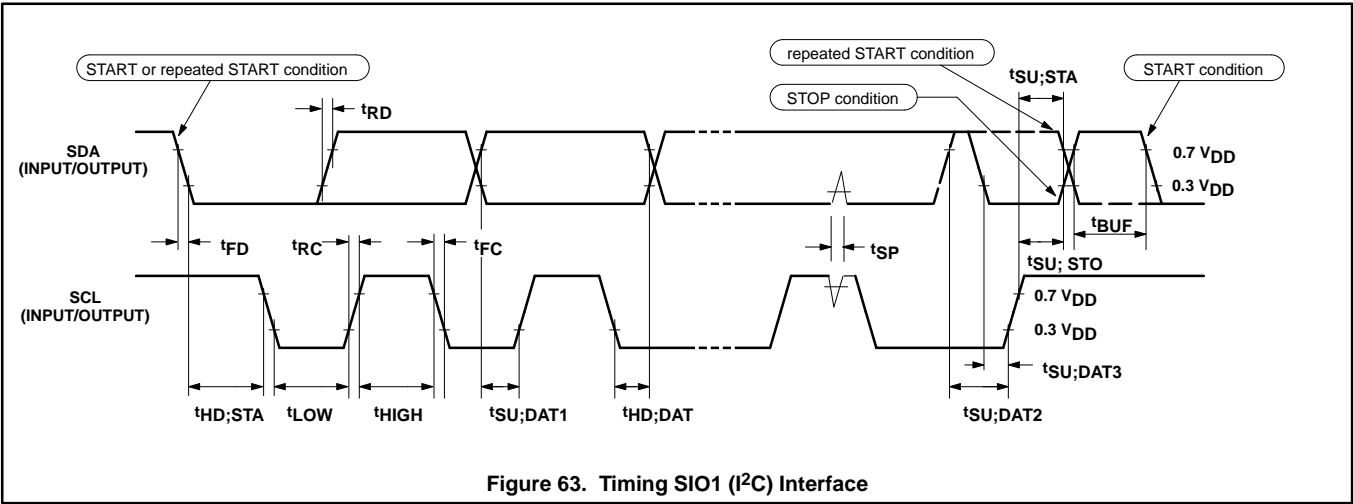 repeated START condition
START or repeated START condition
tSU;STA
START condition
STOP condition
tRD
SDA
(INPUT/OUTPUT)
0.7 VDD
0.3 VDD
tFD
tRC
tFC
tSP
tBUF
tSU; STO
SCL
(INPUT/OUTPUT)
0.7 VDD
0.3 VDD
tSU;DAT3
tHD;STA
tLOW
tHIGH
tSU;DAT1
tHD;DAT
tSU;DAT2
Figure 63. Timing SIO1 (I2C) Interface